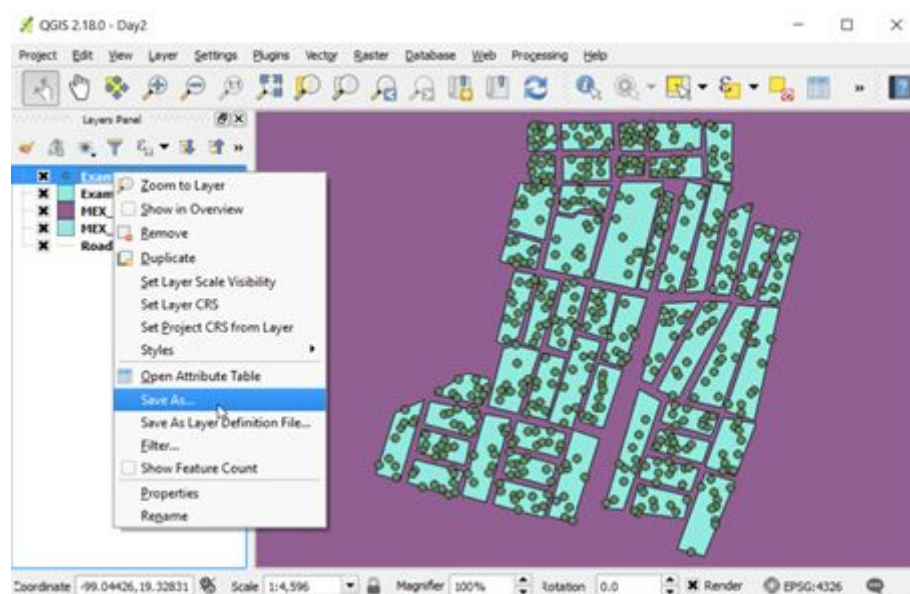 QGIS 2.18.0 - Day2
Project Edit View Layer Settings Plugins Vector Raster Database Web Processing Help
Layers Panel
Exam
Exam
MEX_
MEX_
Road
Zoom to Layer
Show in Overview
Remove
Duplicate
Set Layer Scale Visibility
Set Layer CRS
Set Project CRS from Layer
Styles
Open Attribute Table
Save As...
Save As Layer Definition File...
Filter...
Show Feature Count
Properties
Rename
Coordinate -99.04426,19.32831 Scale 1:4,596 Magnifier 100% Rotation 0.0 Render EPSG:4326